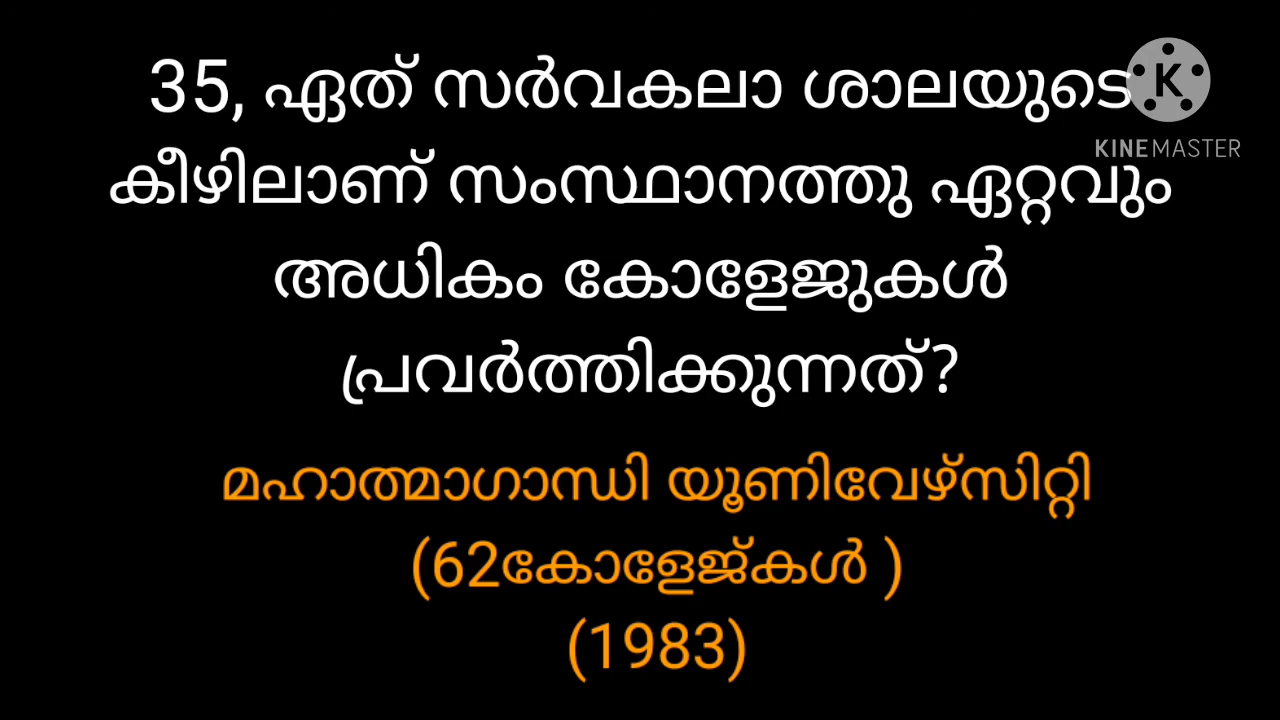 35, ഏത് സർവകലാ ശാലയുടെ
കീഴിലാണ് സംസ്ഥാനത്തു ഏറ്റവും
അധികം കോളേജുകൾ
പ്രവർത്തിക്കുന്നത്?
മഹാത്മാഗാന്ധി യൂണിവേഴ്സിറ്റി
(62കോളേജ്കൾ )
(1983)
K
KINEMASTER